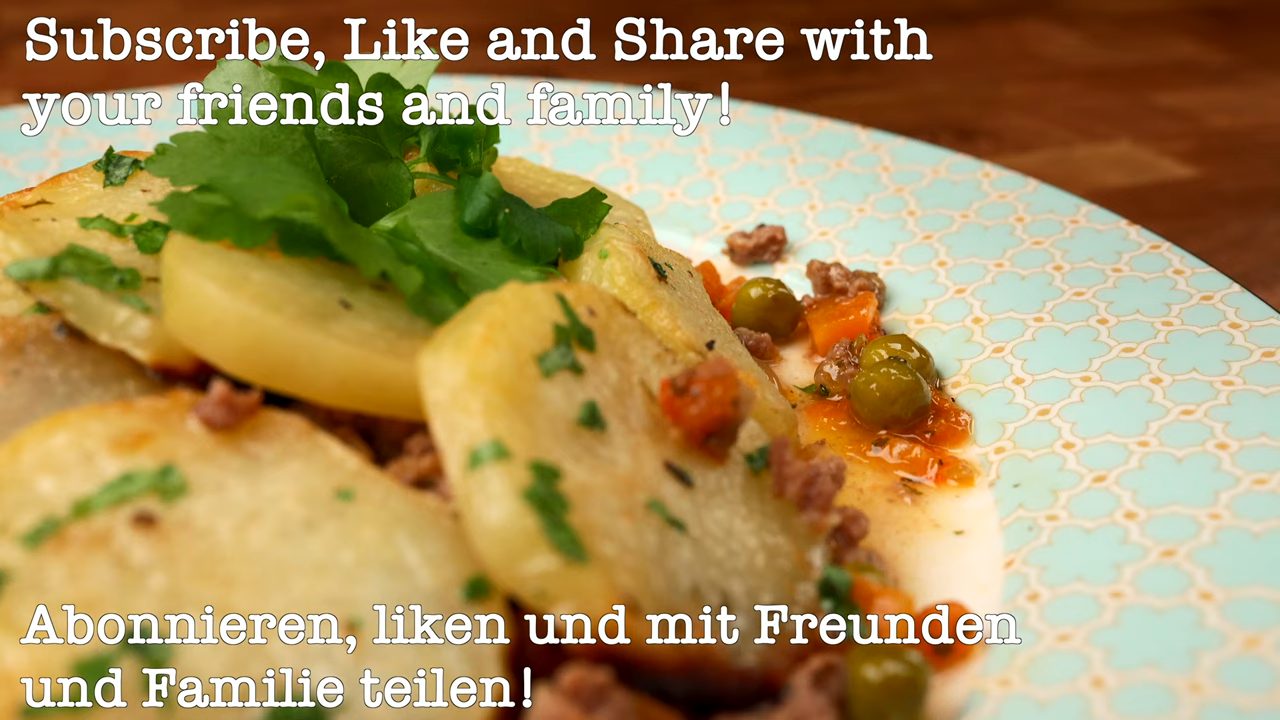 Subscribe, Like and Share with
your friends and family!
Abonnieren, liken und mit Freunden
und Familie teilen!